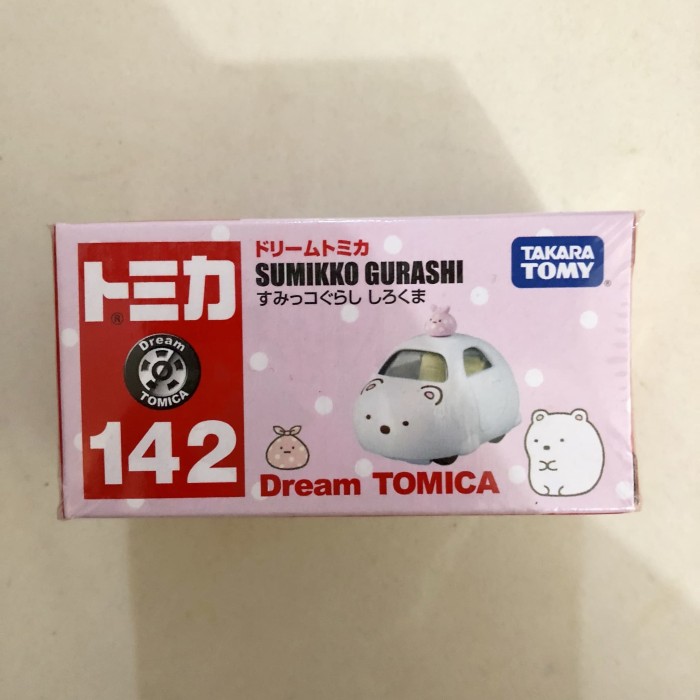 トミカ
®
Dream
TOMICA
142
ドリームトミカ
SUMIKKO GURASHI
すみっコぐらし しろくま
TAKARA
TOMY
Dream TOMICA